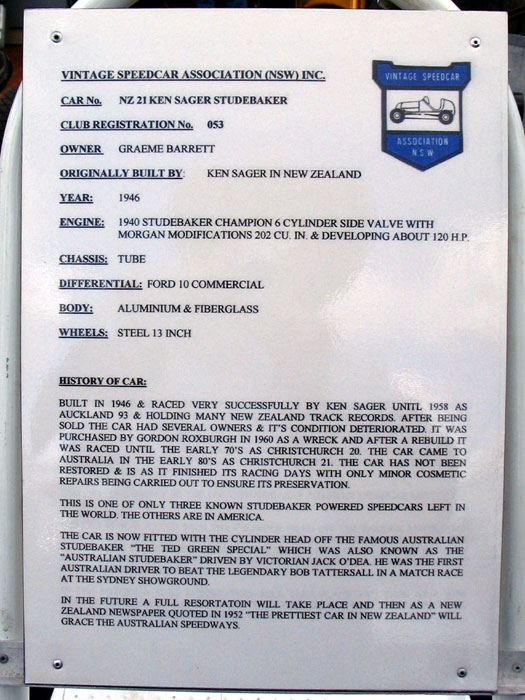 VINTAGE SPEEDCAR ASSOCIATION (NSW) INC.
VINTAGE SPEEDCAR
ASSOCIATION
N S W
CAR No. NZ 21 KEN SAGER STUDEBAKER
CLUB REGISTRATION No. 053
OWNER GRAEME BARRETT
ORIGINALLY BUILT BY: KEN SAGER IN NEW ZEALAND
YEAR: 1946
ENGINE: 1940 STUDEBAKER CHAMPION 6 CYLINDER SIDE VALVE WITH
MORGAN MODIFICATIONS 202 CU. IN. & DEVELOPING ABOUT 120 H.P.
CHASSIS: TUBE
DIFFERENTIAL: FORD 10 COMMERCIAL
BODY: ALUMINIUM & FIBERGLASS
WHEELS: STEEL 13 INCH
HISTORY OF CAR:
BUILT IN 1946 & RACED VERY SUCCESSFULLY BY KEN SAGER UNITL 1958 AS
AUCKLAND 93 & HOLDING MANY NEW ZEALAND TRACK RECORDS. AFTER BEING
SOLD THE CAR HAD SEVERAL OWNERS & IT'S CONDITION DETERIORATED. IT WAS
PURCHASED BY GORDON ROXBURGH IN 1960 AS A WRECK AND AFTER A REBUILD IT
WAS RACED UNTIL THE EARLY 70'S AS CHRISTCHURCH 20. THE CAR CAME TO
AUSTRALIA IN THE EARLY 80'S AS CHRISTCHURCH 21. THE CAR HAS NOT BEEN
RESTORED & IS AS IT FINISHED ITS RACING DAYS WITH ONLY MINOR COSMETIC
REPAIRS BEING CARRIED OUT TO ENSURE ITS PRESERVATION.
THIS IS ONE OF ONLY THREE KNOWN STUDEBAKER POWERED SPEEDCARS LEFT IN
THE WORLD. THE OTHERS ARE IN AMERICA.
THE CAR IS NOW FITTED WITH THE CYLINDER HEAD OFF THE FAMOUS AUSTRALIAN
STUDEBAKER "THE TED GREEN SPECIAL" WHICH WAS ALSO KNOWN AS THE
"AUSTRALIAN STUDEBAKER" DRIVEN BY VICTORIAN JACK O'DEA. HE WAS THE FIRST
AUSTRALIAN DRIVER TO BEAT THE LEGENDARY BOB TATTERSALL IN A MATCH RACE
AT THE SYDNEY SHOWGROUND.
IN THE FUTURE A FULL RESORTATOIN WILL TAKE PLACE AND THEN AS A NEW
ZEALAND NEWSPAPER QUOTED IN 1952 "THE PRETTIEST CAR IN NEW ZEALAND" WILL
GRACE THE AUSTRALIAN SPEEDWAYS.